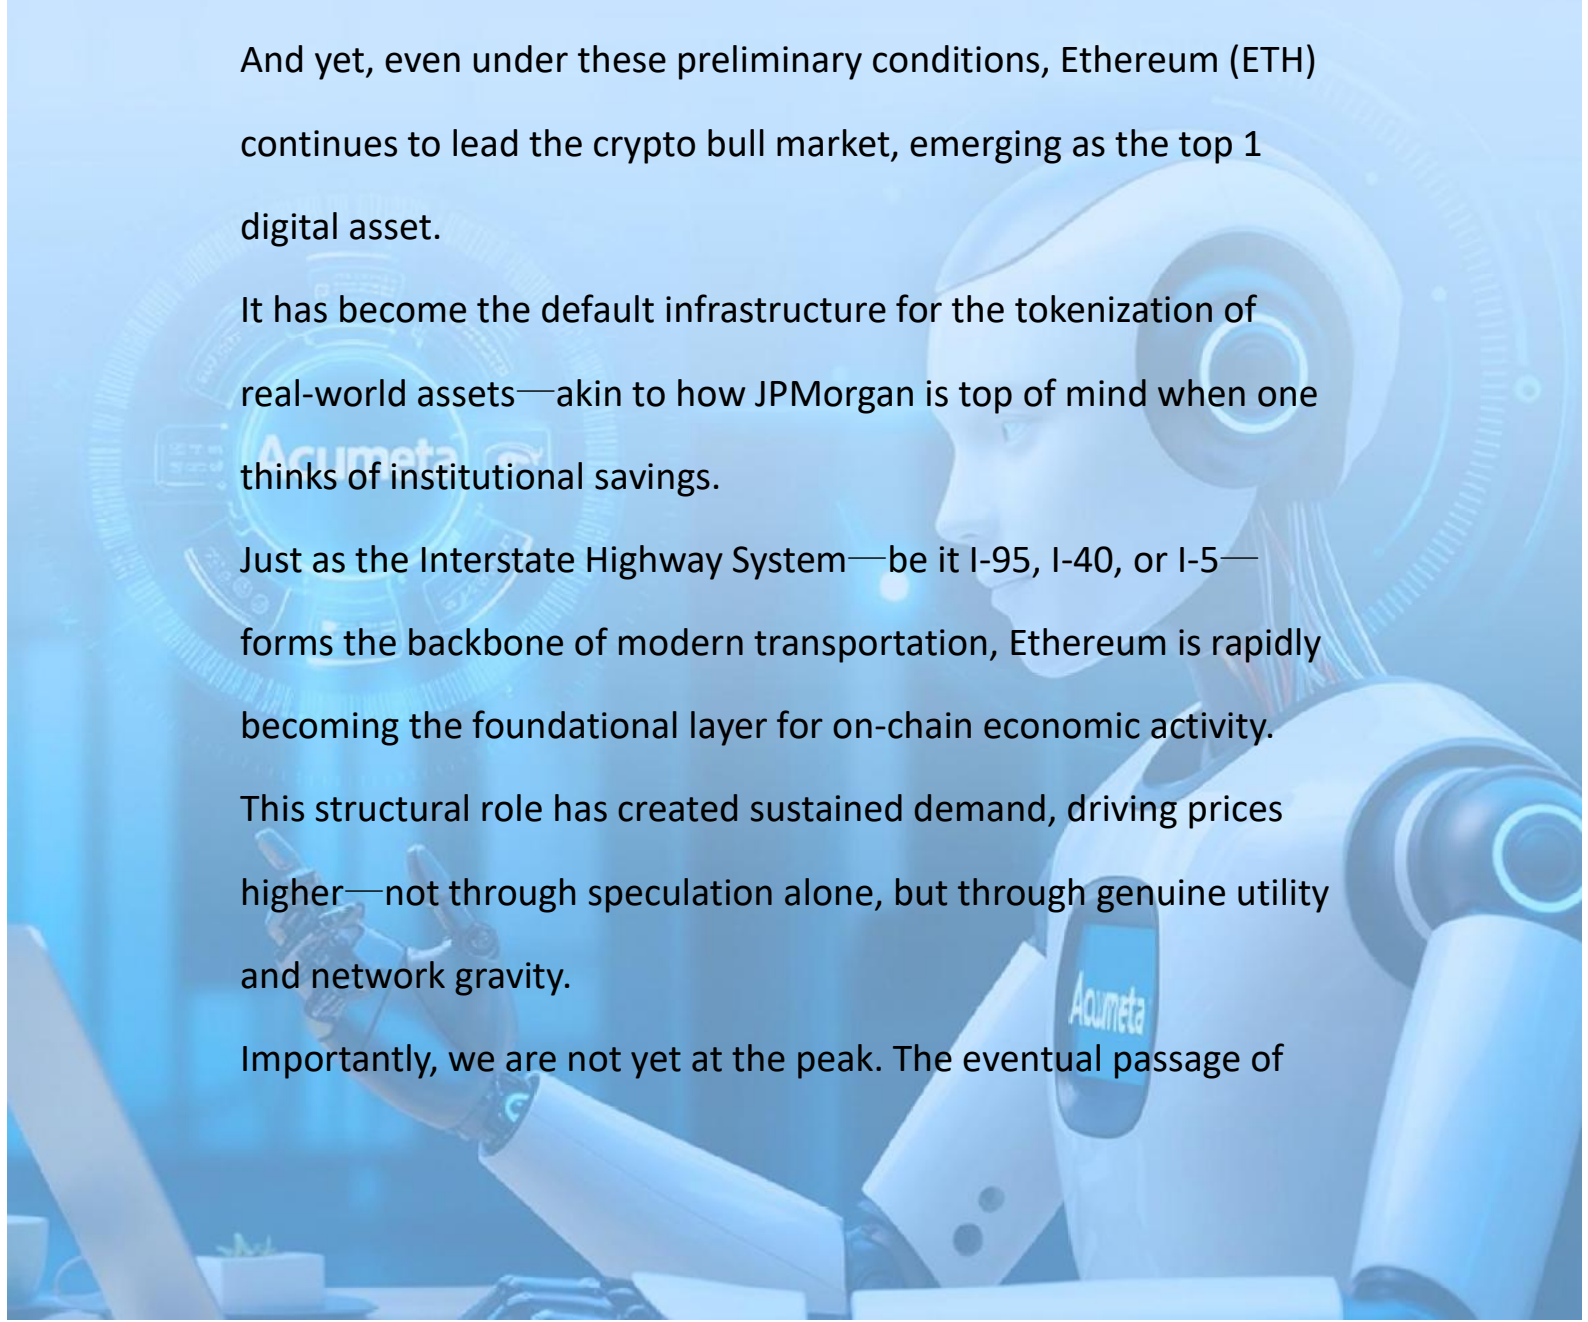 And yet, even under these preliminary conditions, Ethereum (ETH)
continues to lead the crypto bull market, emerging as the top 1
digital asset.
It has become the default infrastructure for the tokenization of
real-world assets—akin to how JPMorgan is top of mind when one
Acumeta
thinks of institutional savings.
Just as the Interstate Highway System—be it I-95, I-40, or I-5—
forms the backbone of modern transportation, Ethereum is rapidly
becoming the foundational layer for on-chain economic activity.
This structural role has created sustained demand, driving prices
higher—not through speculation alone, but through genuine utility
and network gravity.
Acumeta
Importantly, we are not yet at the peak. The eventual passage of